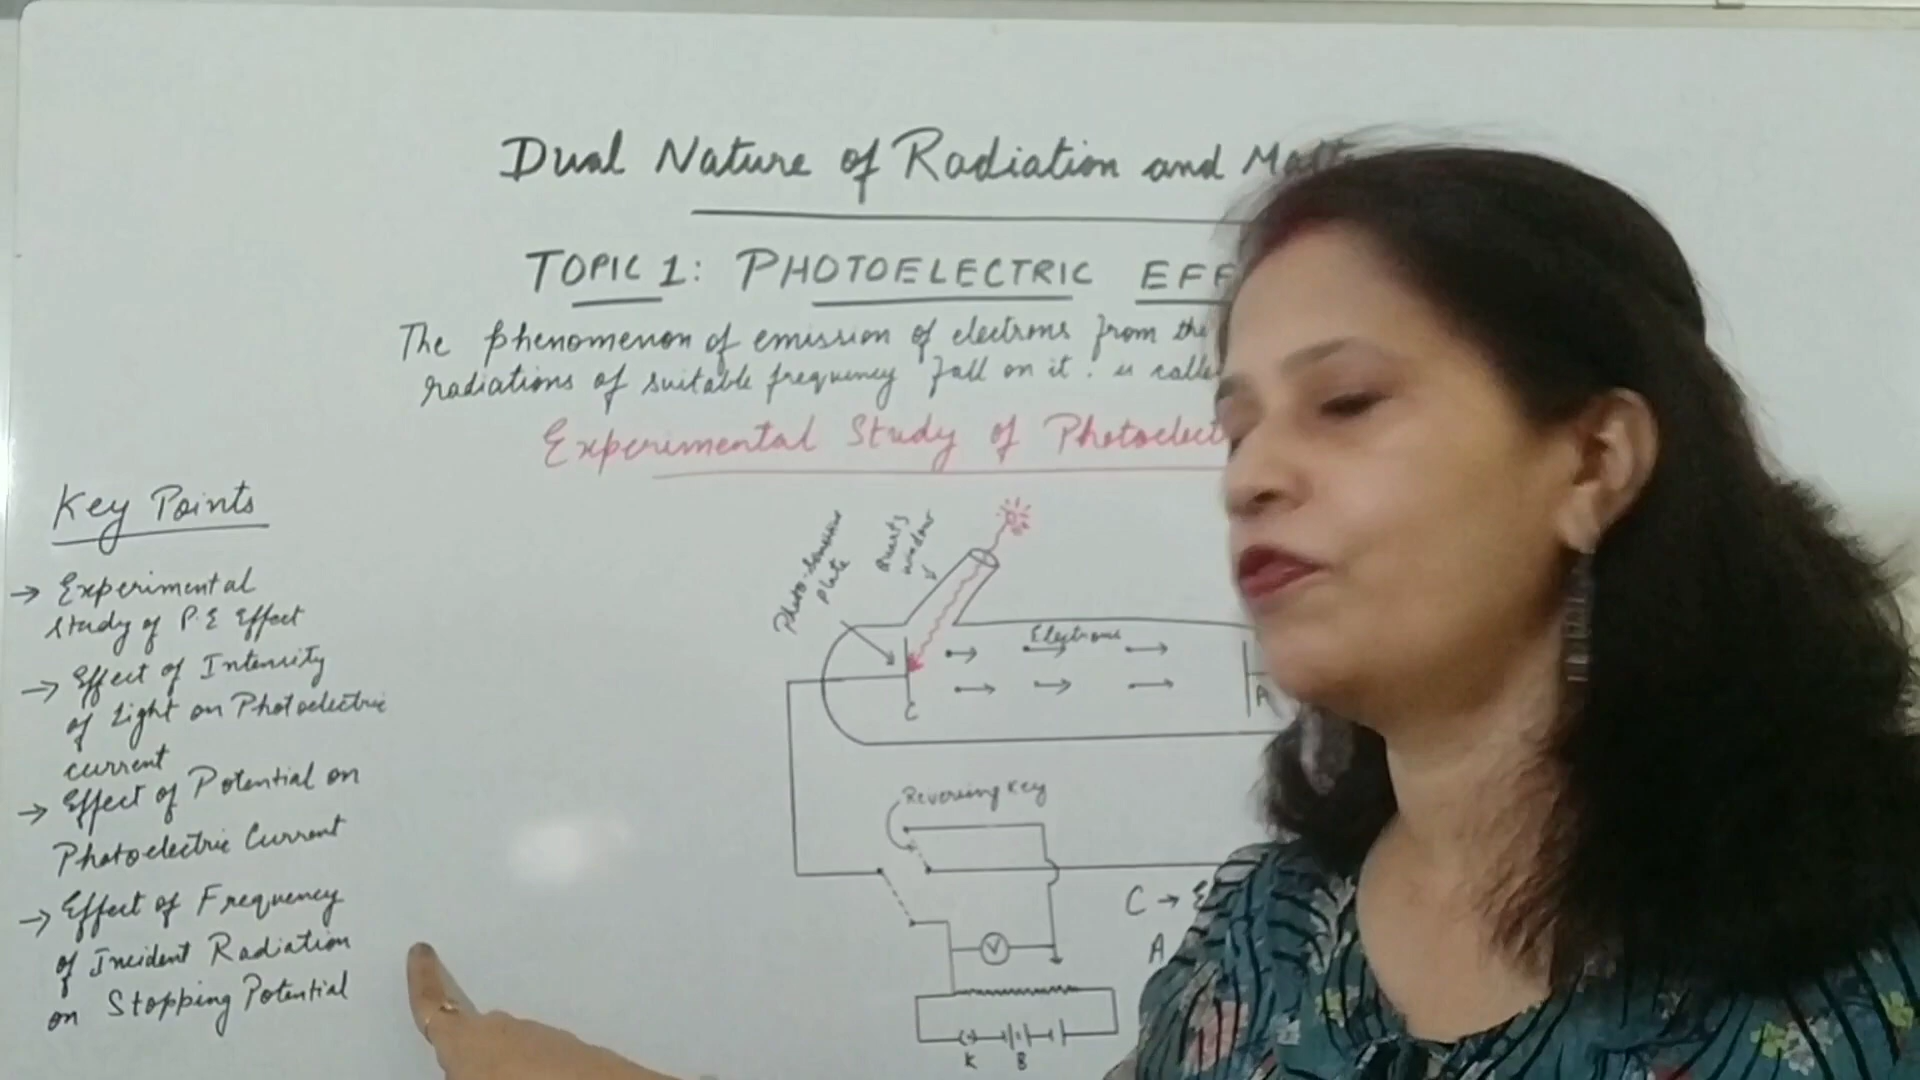 Dual Nature of Radiation and Matt
TOPIC 1: PHOTOELECTRIC EFF
The phenomenon of emission of electrons from the
radiations of suitable frequency fall on it. is calle
Experimental Study of Photoelect
Key Points
→ Experimental
Study of P.E Effect
→ Effect of Intensity
of Light on Photoelectric
current
→ Effect of Potential on
Photoelectric Current
→ Effect of Frequency
of Incident Radiation
on Stopping Potential
Photo-Sensitive
Plate
Quartz
window
Electrons
C
A
Reversing Key
V
K
B
C →
A